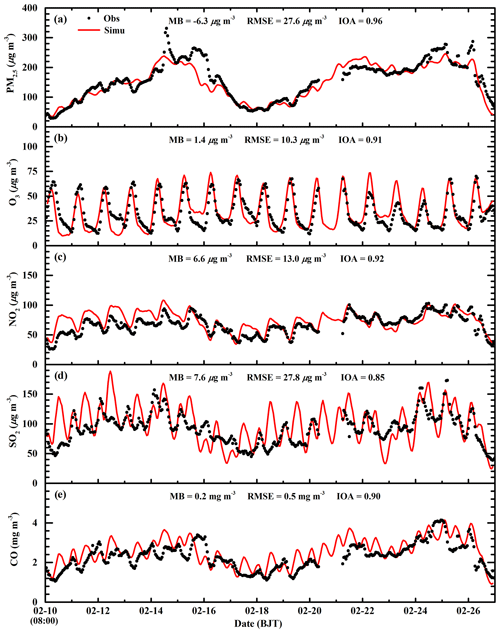 (a) Obs Simu MB = -6.3 μg m-3 RMSE = 27.6 μg m-3 IOA = 0.96
400
300
200
100
0
PM2.5 (μg m-3)
(b) MB = 1.4 μg m-3 RMSE = 10.3 μg m-3 IOA = 0.91
100
75
50
25
0
O3 (μg m-3)
(c) MB = 6.6 μg m-3 RMSE = 13.0 μg m-3 IOA = 0.92
150
100
50
0
NO2 (μg m-3)
(d) MB = 7.6 μg m-3 RMSE = 27.8 μg m-3 IOA = 0.85
150
100
50
0
SO2 (μg m-3)
(e) MB = 0.2 mg m-3 RMSE = 0.5 mg m-3 IOA = 0.90
4
2
0
CO (mg m-3)
02-10 02-12 02-14 02-16 02-18 02-20 02-22 02-24 02-26
(08:00) Date (BJT)